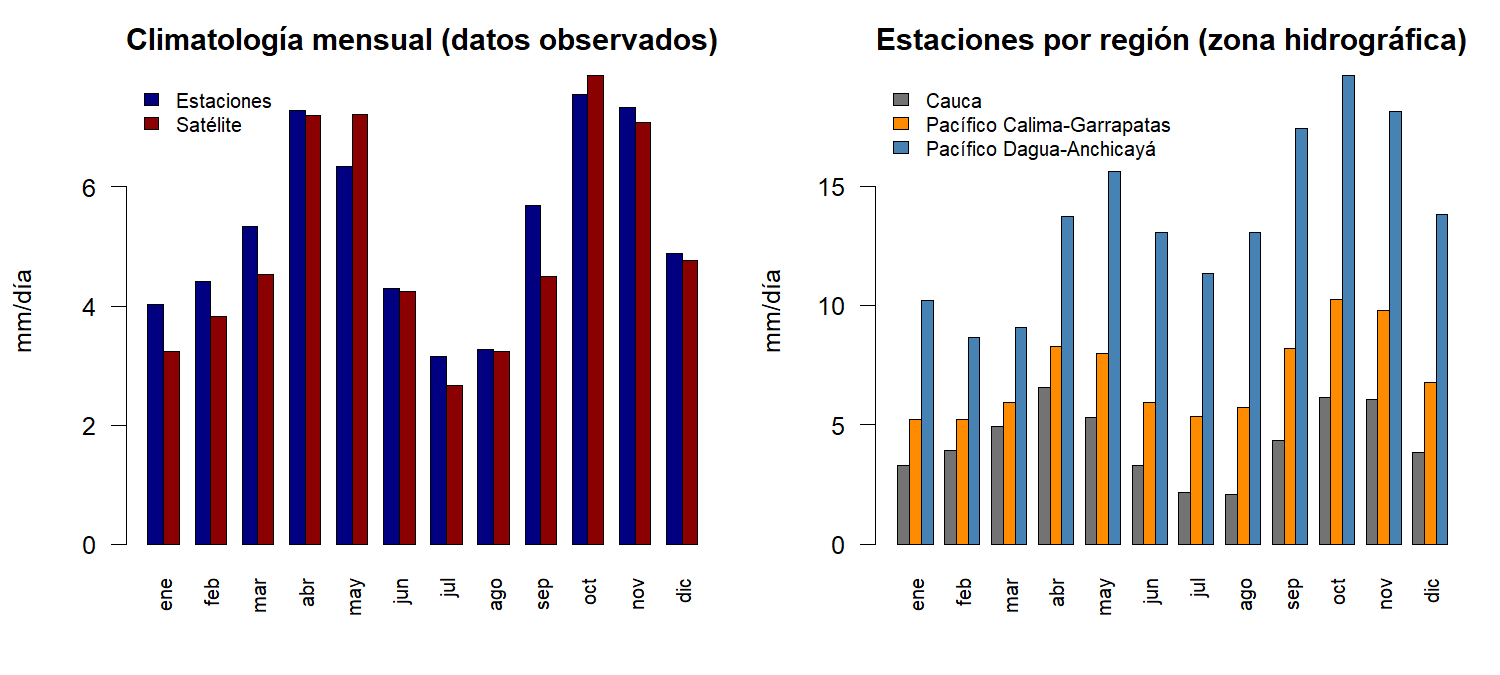 Climatología mensual (datos observados)
Estaciones
Satélite
mm/día
6
4
2
0
ene feb mar abr may jun jul ago sep oct nov dic
Estaciones por región (zona hidrográfica)
Cauca
Pacífico Calima-Garrapatas
Pacífico Dagua-Anchicayá
mm/día
15
10
5
0
ene feb mar abr may jun jul ago sep oct nov dic